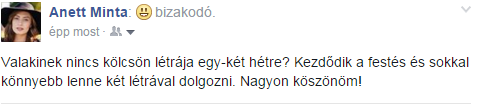 Anett Minta: 😃 bizakodó.
épp most ·
Valakinek nincs kölcsön létrája egy-két hétre? Kezdődik a festés és sokkal
könnyebb lenne két létrával dolgozni. Nagyon köszönöm!